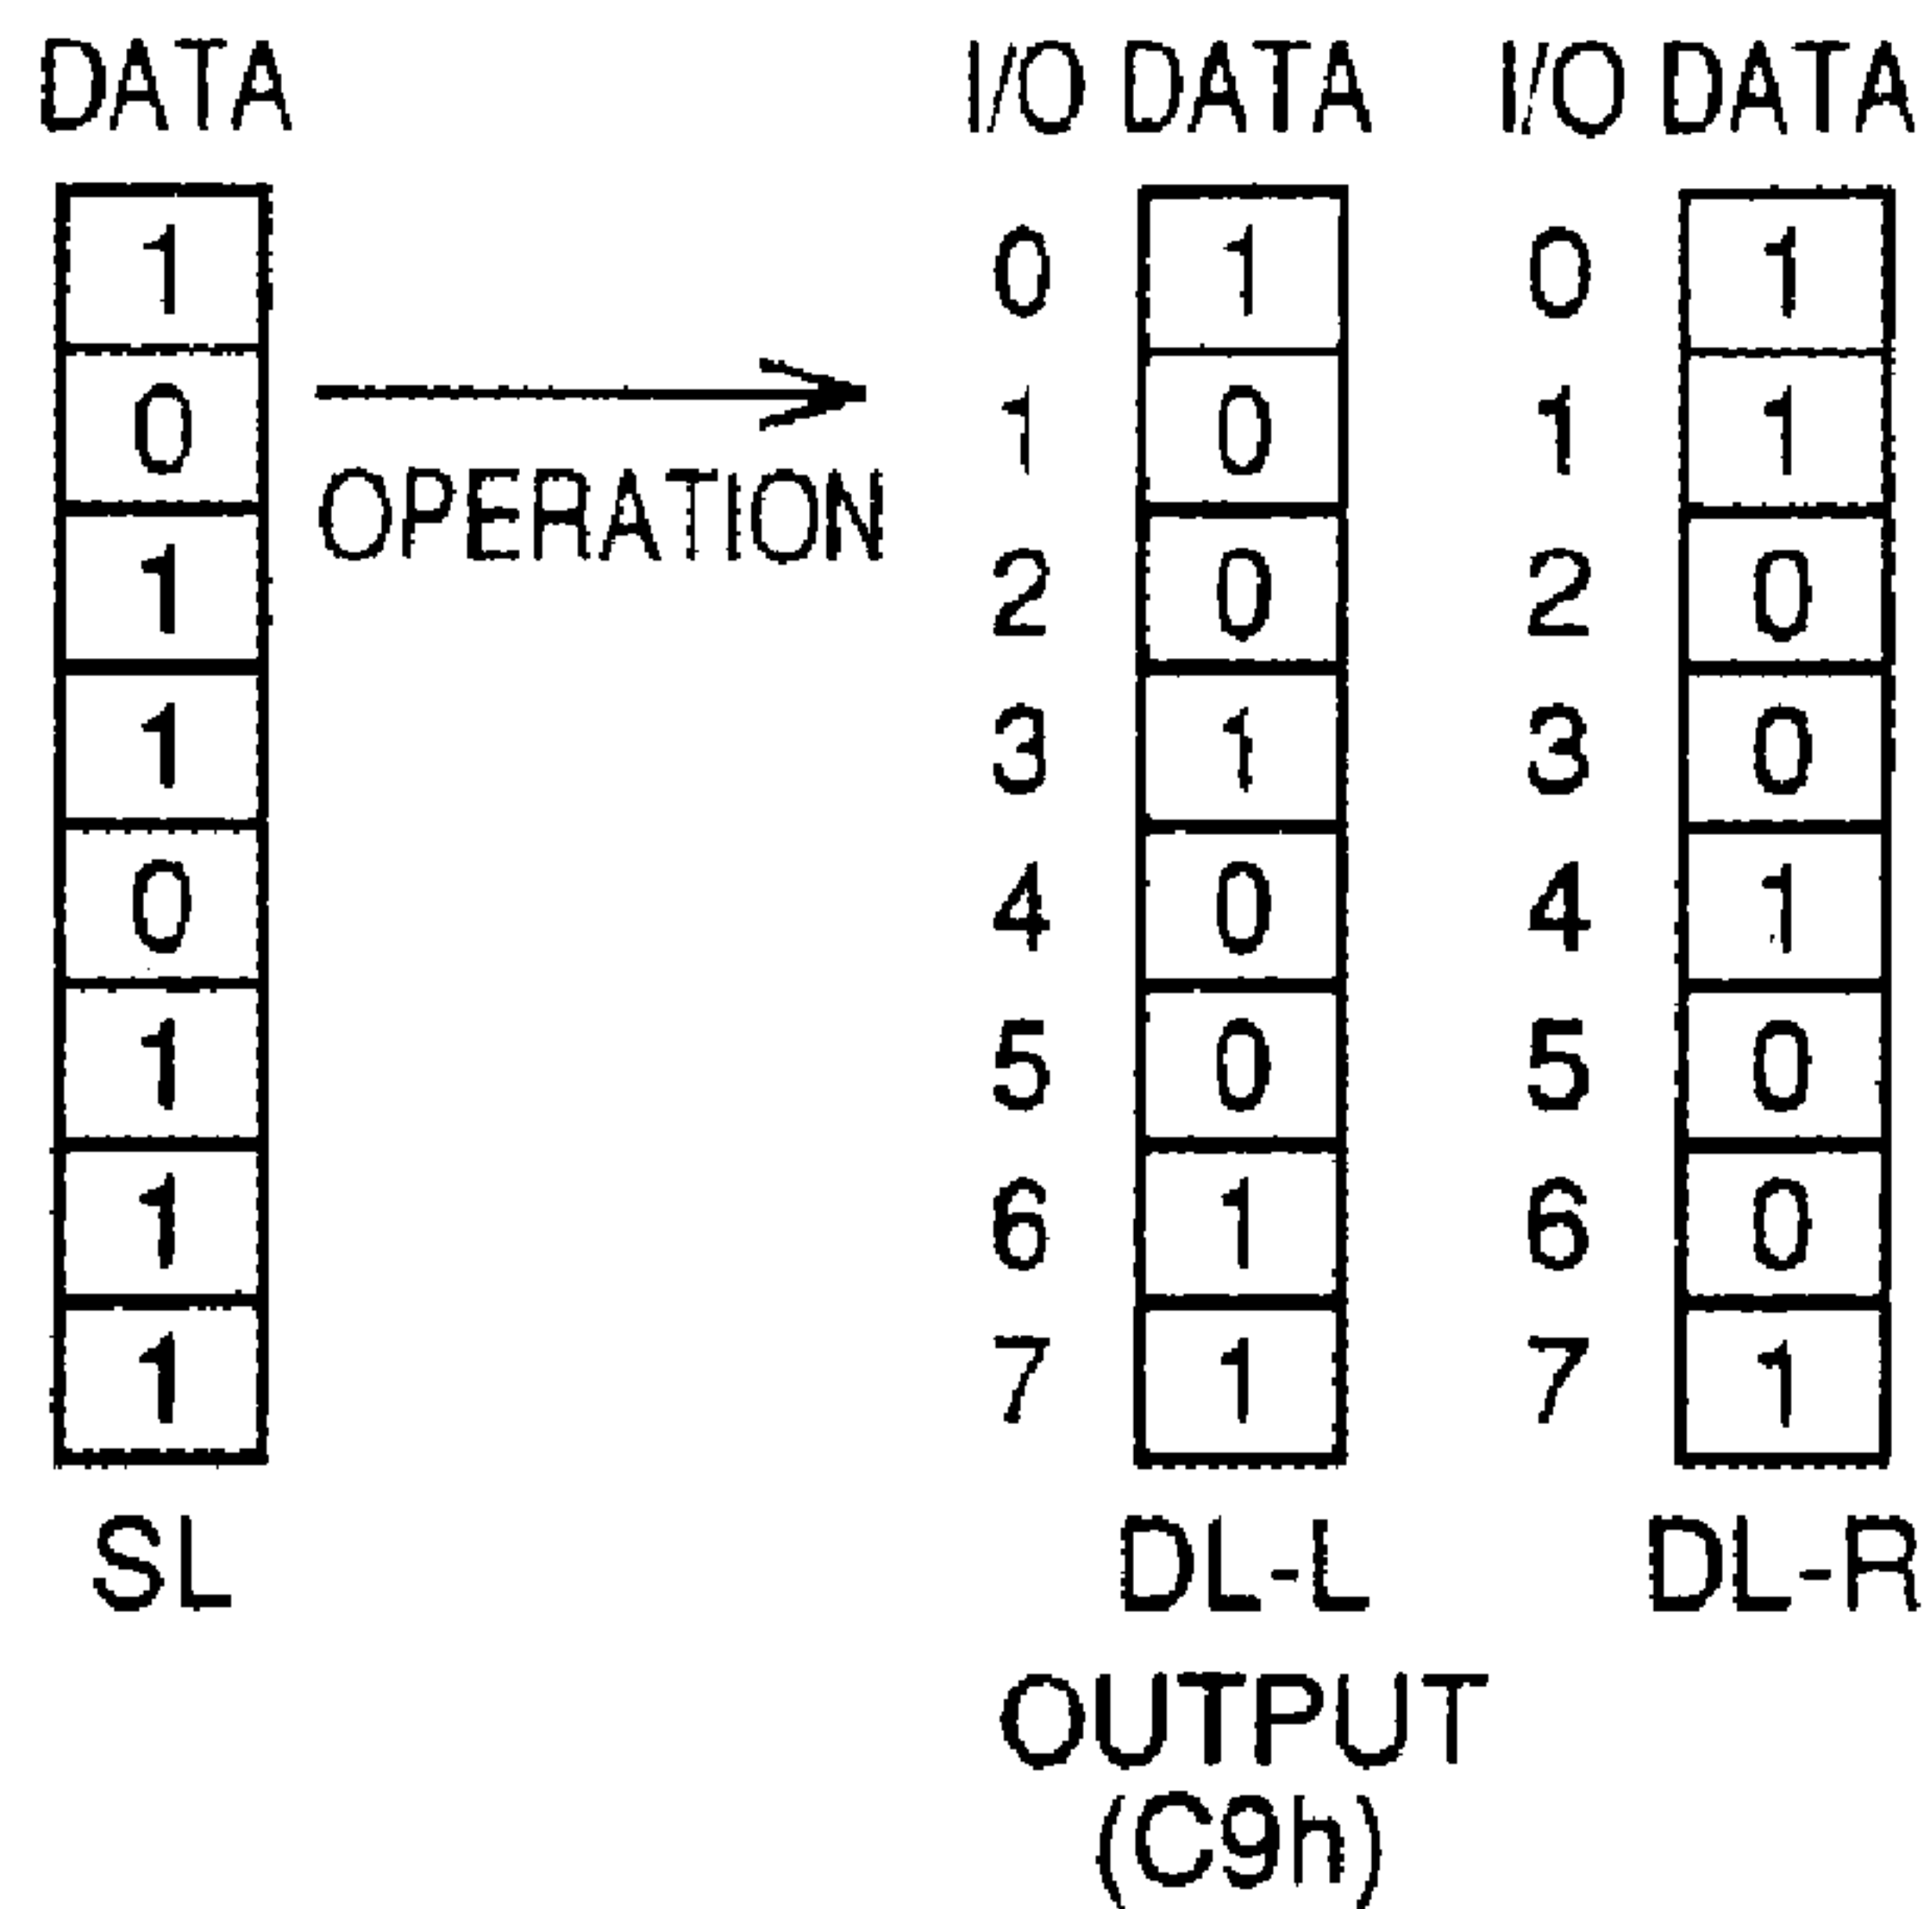 DATA I/O DATA I/O DATA
1 0 1 0 1
0 1 0 1 1
OPERATION
1 2 0 2 0
1 3 1 3 0
0 4 0 4 1
1 5 0 5 0
1 6 1 6 0
1 7 1 7 1
SL DL-L DL-R
OUTPUT
(C9h)